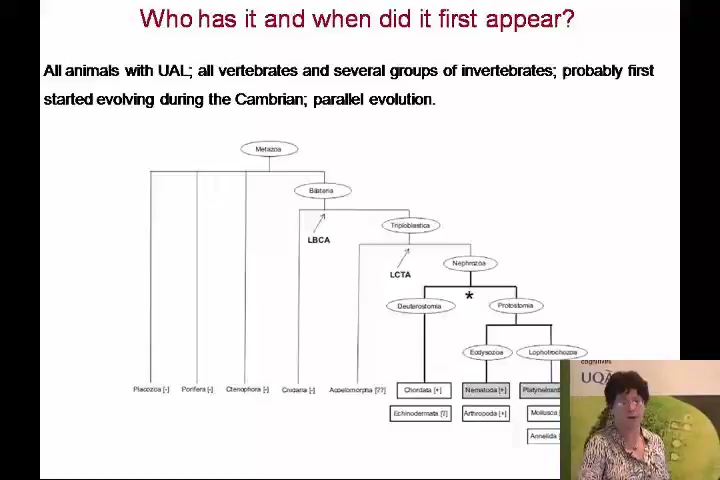 Who has it and when did it first appear?
All animals with UAL; all vertebrates and several groups of invertebrates; probably first
started evolving during the Cambrian; parallel evolution.
Metazoa
Bilateria
Triploblastica
LBCA
LCTA
Nephrozoa
*
Deuterostomia
Protostomia
Ecdysozoa
Lophotrochozoa
Placozoa [-]
Porifera [-]
Ctenophora [-]
Cnidaria [-]
Acoelomorpha [??]
Chordata [+]
Nematoda [+]
Echinodermata [?]
Arthropoda [+]
Mollusca
Annelida
cognitives
UQÀ